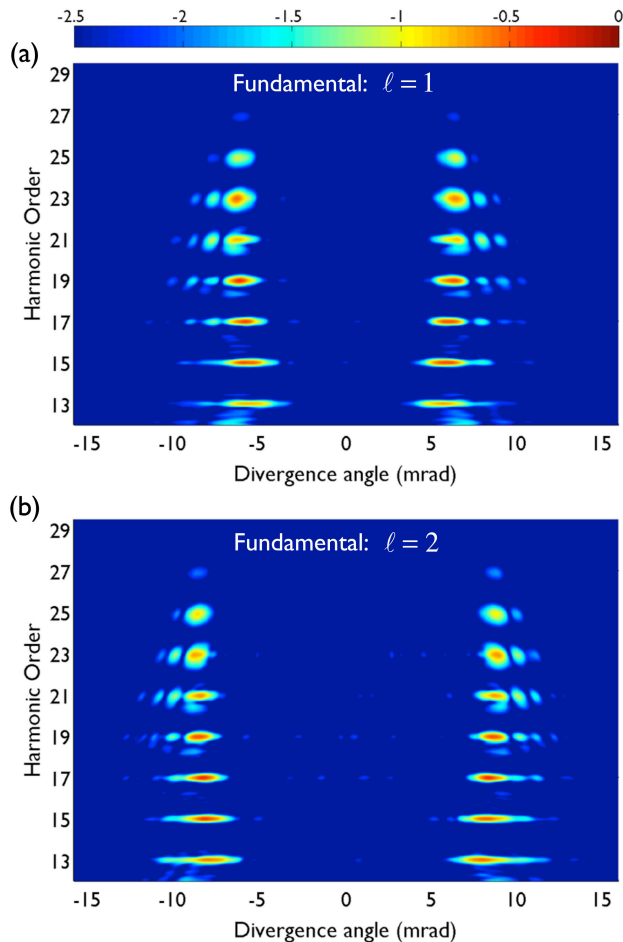 -2.5 -2 -1.5 -1 -0.5 0
(a)
Fundamental: ℓ = 1
29
27
25
23
21
19
17
15
13
Harmonic Order
-15 -10 -5 0 5 10 15
Divergence angle (mrad)
(b)
Fundamental: ℓ = 2
29
27
25
23
21
19
17
15
13
Harmonic Order
-15 -10 -5 0 5 10 15
Divergence angle (mrad)